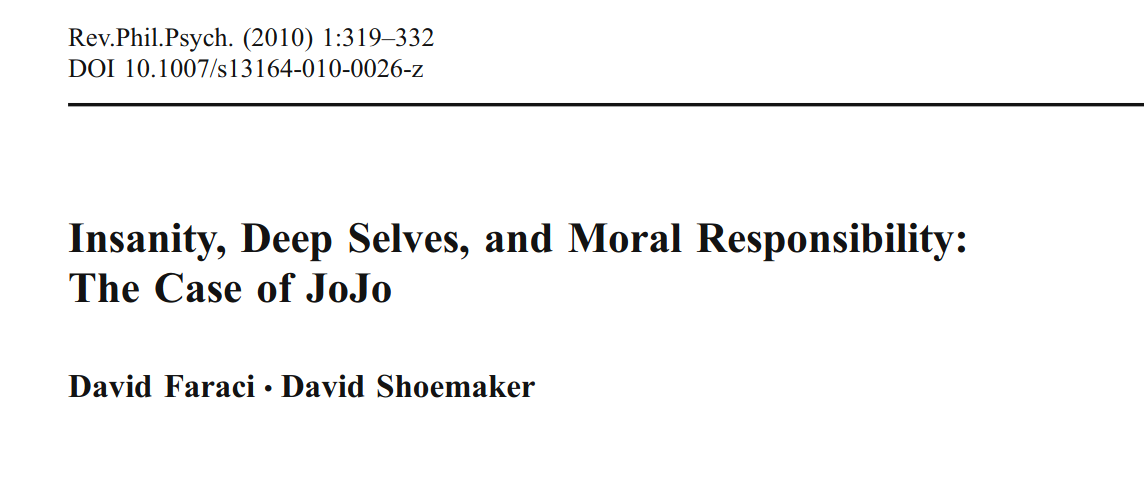 Rev.Phil.Psych. (2010) 1:319–332
DOI 10.1007/s13164-010-0026-z
Insanity, Deep Selves, and Moral Responsibility:
The Case of JoJo
David Faraci · David Shoemaker